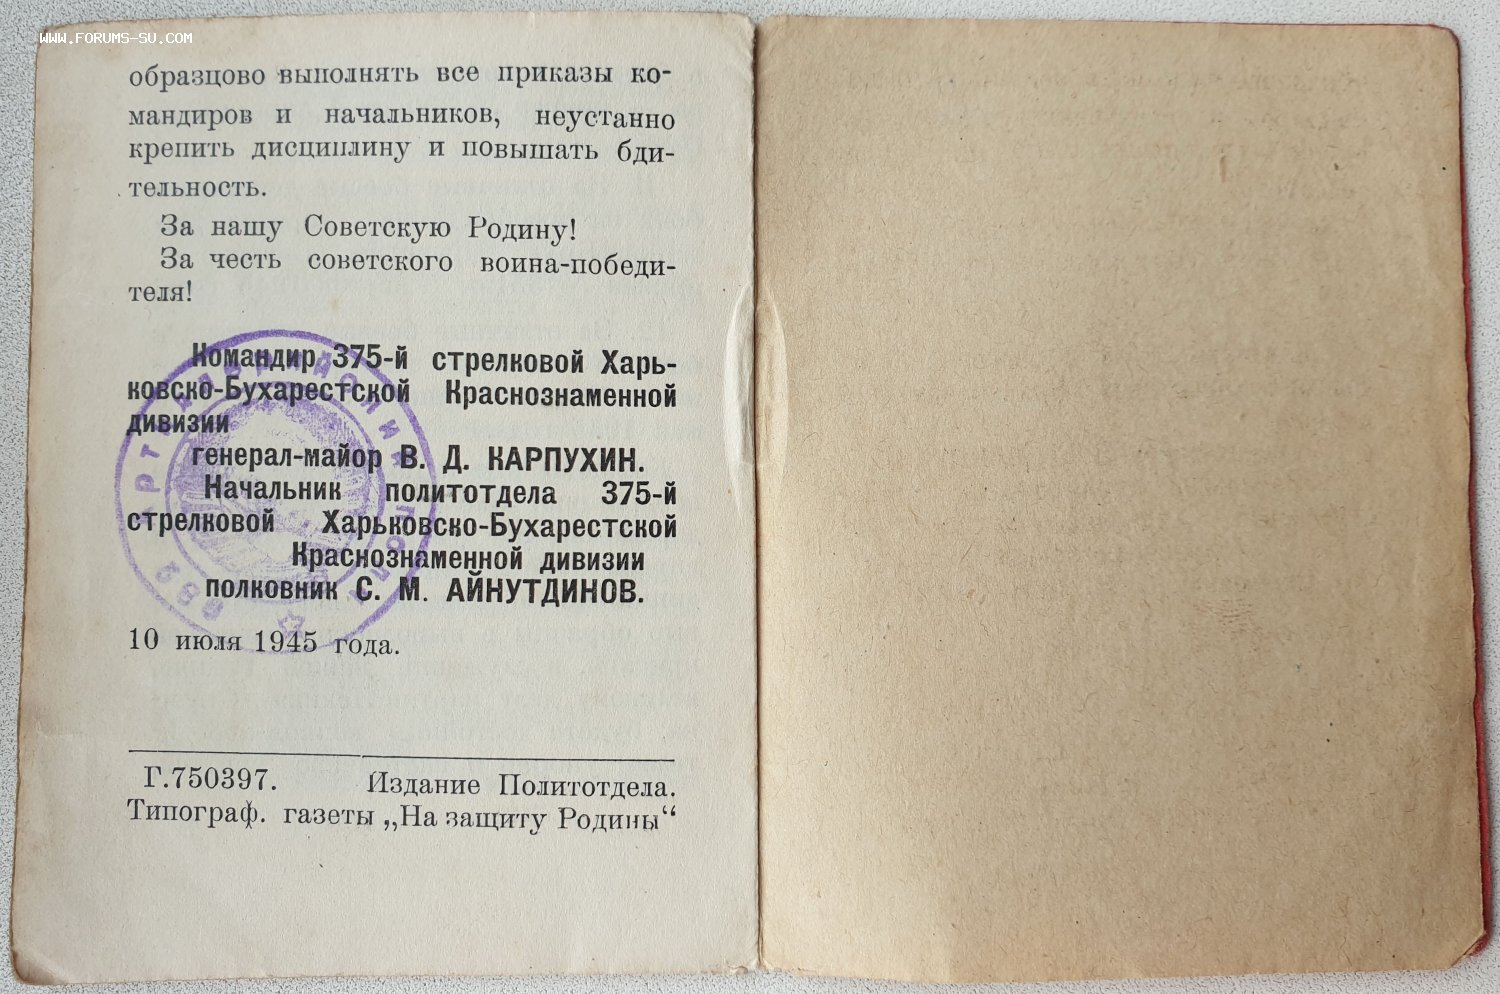 WWW.FORUMS-SU.COM
образцово выполнять все приказы ко-
мандиров и начальников, неустанно
крепить дисциплину и повышать бди-
тельность.
За нашу Советскую Родину!
За честь советского воина-победи-
теля!
Командир 375-й стрелковой Харь-
ковско-Бухарестской Краснознаменной
дивизии
генерал-майор В. Д. КАРПУХИН.
Начальник политотдела 375-й
стрелковой Харьковско-Бухарестской
Краснознаменной дивизии
полковник С. М. АЙНУТДИНОВ.
10 июля 1945 года.
Г.750397. Издание Политотдела.
Типограф. газеты „На защиту Родины“